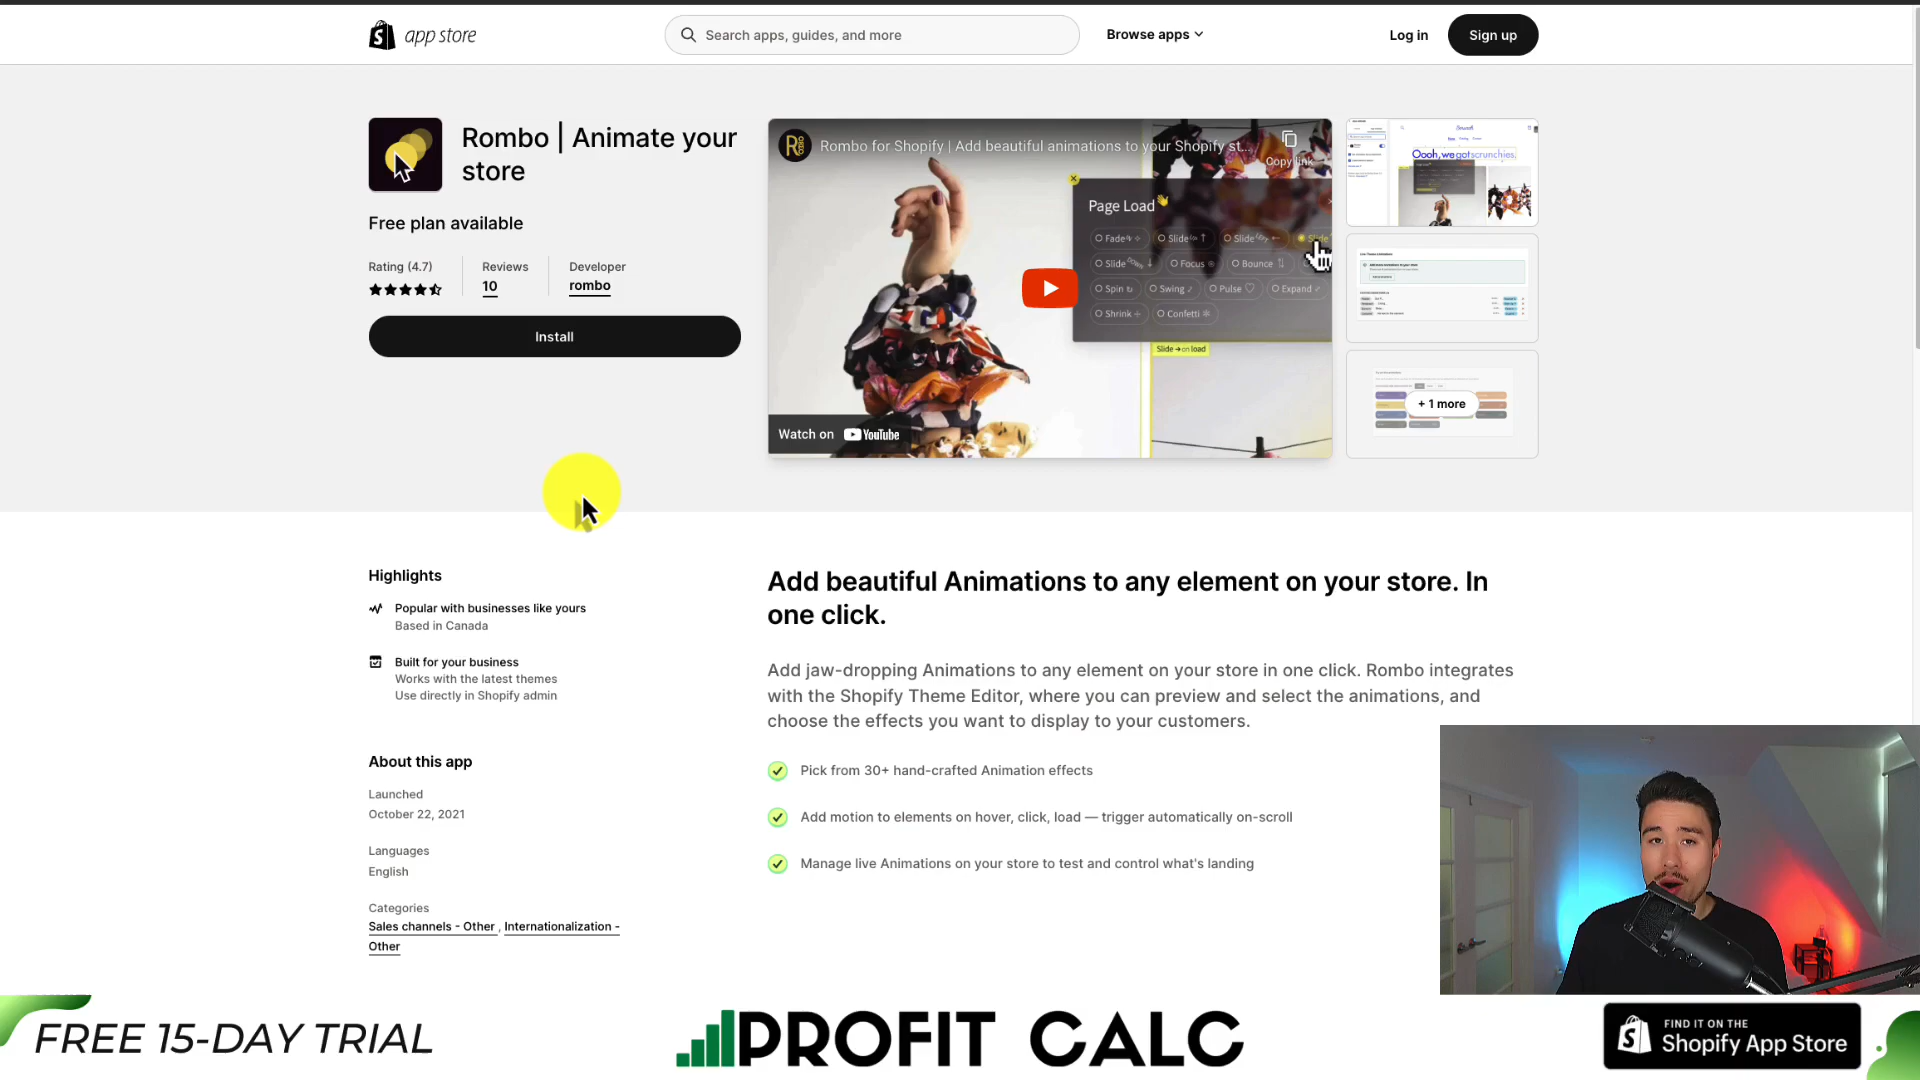 app store
Search apps, guides, and more
Browse apps
Log in
Sign up
Rombo | Animate your
store
Free plan available
Rating (4.7)
Reviews
10
Developer
rombo
Install
Rombo for Shopify | Add beautiful animations to your Shopify st...
Copy link
Page Load
Fade
Slide
Slide
Slide
Slide
Focus
Bounce
Spin
Swing
Pulse
Expand
Shrink
Confetti
Slide → on load
Watch on YouTube
Oooh, we got scrunchies.
+ 1 more
Highlights
Popular with businesses like yours
Based in Canada
Built for your business
Works with the latest themes
Use directly in Shopify admin
About this app
Launched
October 22, 2021
Languages
English
Categories
Sales channels - Other , Internationalization -
Other
Add beautiful Animations to any element on your store. In
one click.
Add jaw-dropping Animations to any element on your store in one click. Rombo integrates
with the Shopify Theme Editor, where you can preview and select the animations, and
choose the effects you want to display to your customers.
Pick from 30+ hand-crafted Animation effects
Add motion to elements on hover, click, load — trigger automatically on-scroll
Manage live Animations on your store to test and control what's landing
FREE 15-DAY TRIAL
PROFIT CALC
FIND IT ON THE
Shopify App Store